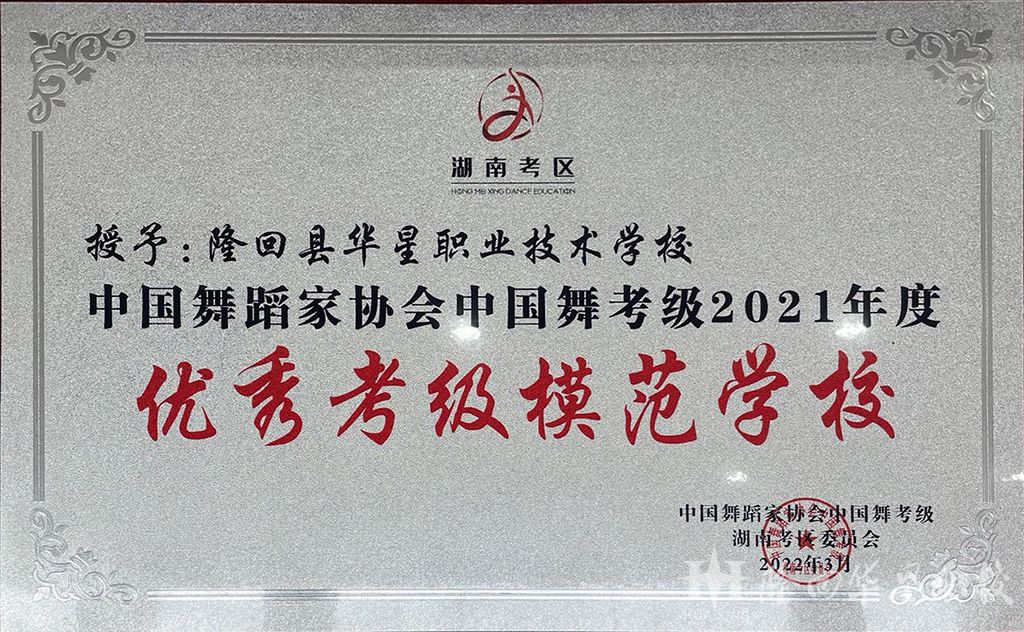 湖南考区
HONG MEI XING DANCE EDUCATION
授予:隆回县华星职业技术学校
中国舞蹈家协会中国舞考级2021年度
优秀考级模范学校
中国舞蹈家协会中国舞考级
湖南考区委员会
2022年3月